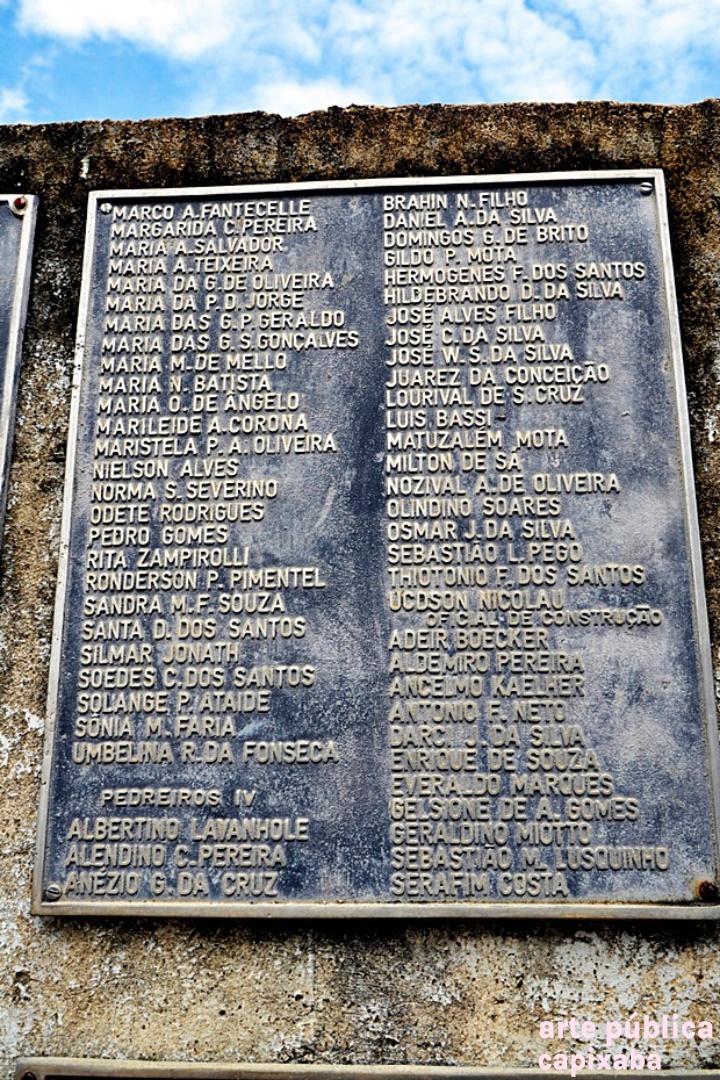 MARCO A.FANTECELLE
MARGARIDA C.PEREIRA
MARIA A.SALVADOR
MARIA A.TEIXEIRA
MARIA DA G.DE OLIVEIRA
MARIA DA P.D.JORGE
MARIA DAS G.P.GERALDO
MARIA DAS G.S.GONÇALVES
MARIA M.DE MELLO
MARIA N.BATISTA
MARIA O.DE ÂNGELO
MARILEIDE A.CORONA
MARISTELA P.A.OLIVEIRA
NIELSON ALVES
NORMA S.SEVERINO
ODETE RODRIGUES
PEDRO GOMES
RITA ZAMPIROLLI
RONDERSON P. PIMENTEL
SANDRA M.F.SOUZA
SANTA D.DOS SANTOS
SILMAR JONATH
SOEDES C.DOS SANTOS
SOLANGE P.ATAIDE
SÔNIA M.FARIA
UMBELINA R.DA FONSECA
PEDREIROS IV
ALBERTINO LAVANHOLE
ALENDINO C.PEREIRA
ANÉZIO G.DA CRUZ
BRAHIN N.FILHO
DANIEL A.DA SILVA
DOMINGOS G.DE BRITO
GILDO P.MOTA
HERMOGENES F.DOS SANTOS
HILDEBRANDO D.DA SILVA
JOSÉ ALVES FILHO
JOSÉ C.DA SILVA
JOSÉ W.S.DA SILVA
JUAREZ DA CONCEIÇÃO
LOURIVAL DE S.CRUZ
LUIS BASSI
MATUZALÉM MOTA
MILTON DE SÁ
NOZIVAL A.DE OLIVEIRA
OLINDINO SOARES
OSMAR J.DA SILVA
SEBASTIÃO L.PEGO
THIOTONIO F.DOS SANTOS
UCDSON NICOLAU
OFICIAL DE CONSTRUÇÃO
ADEIR BOECKER
ALDEMIRO PEREIRA
ANCELMO KAELHER
ANTONIO F. NETO
DARCI J.DA SILVA
ENRIQUE DE SOUZA
EVERALDO MARQUES
GELSIONE DE A.GOMES
GERALDINO MIOTTO
SEBASTIÃO M. LUSQUINHO
SERAFIM COSTA
arte pública
capixaba